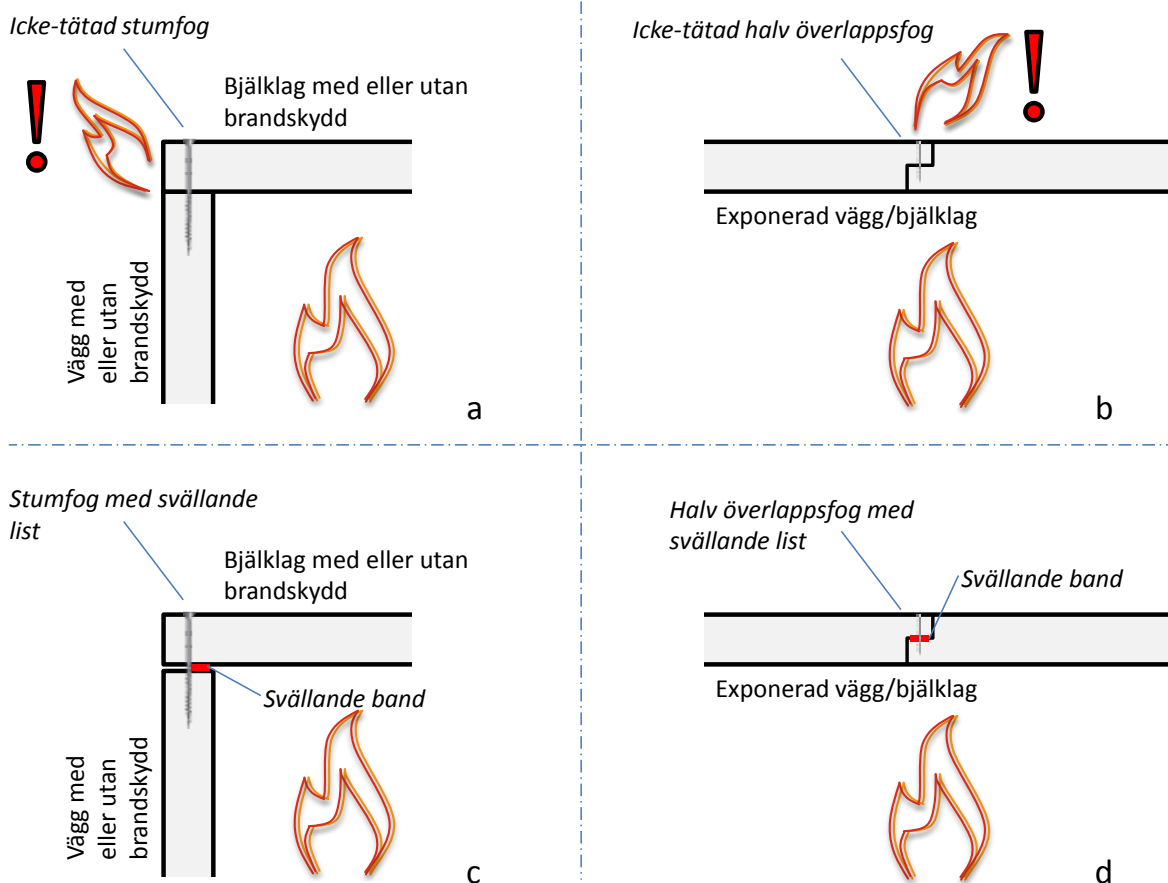 Icke-tätad stumfog
Bjälklag med eller utan
brandskydd
Vägg med
eller utan
brandskydd
a
Icke-tätad halv överlappsfog
Exponerad vägg/bjälklag
b
Stumfog med svällande
list
Bjälklag med eller utan
brandskydd
Svällande band
Vägg med
eller utan
brandskydd
c
Halv överlappsfog med
svällande list
Svällande band
Exponerad vägg/bjälklag
d